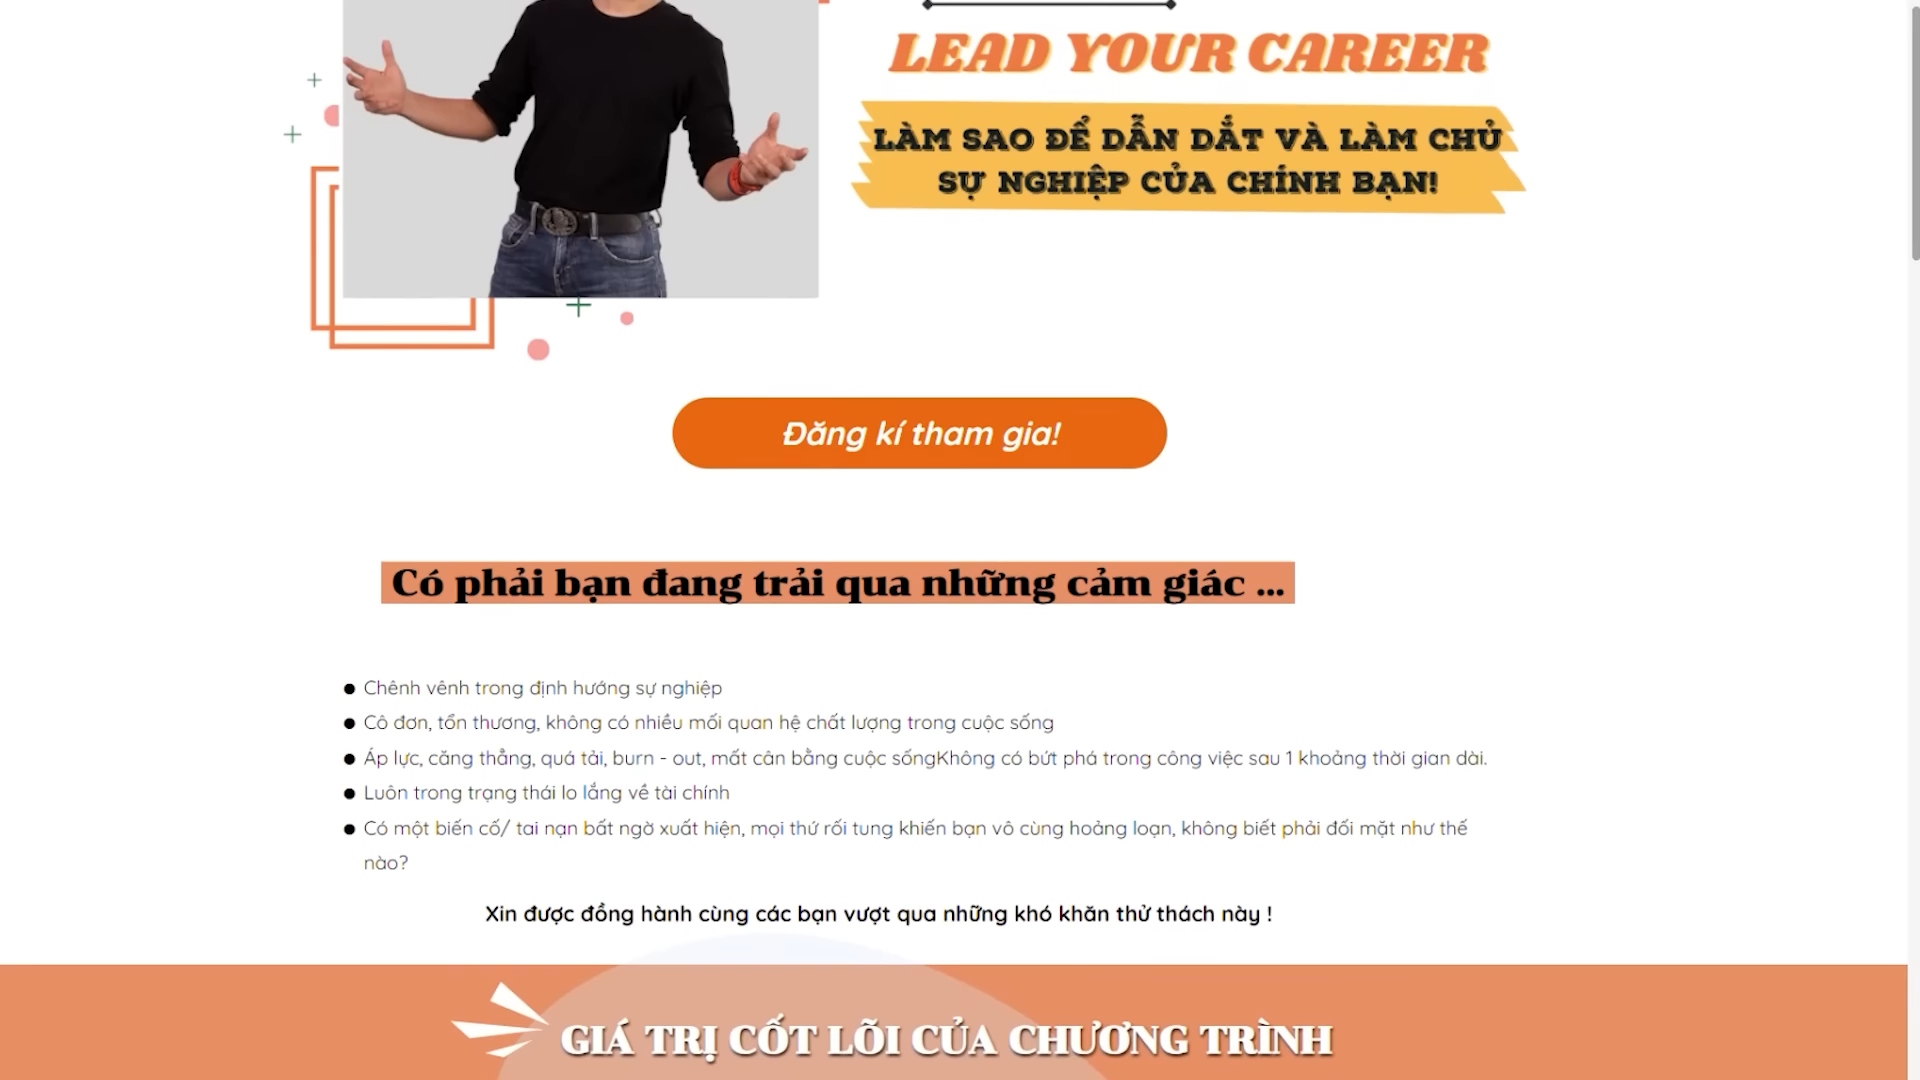 LEAD YOUR CAREER
LÀM SAO ĐỂ DẪN DẮT VÀ LÀM CHỦ
SỰ NGHIỆP CỦA CHÍNH BẠN!
Đăng kí tham gia!
Có phải bạn đang trải qua những cảm giác ...
● Chênh vênh trong định hướng sự nghiệp
● Cô đơn, tổn thương, không có nhiều mối quan hệ chất lượng trong cuộc sống
● Áp lực, căng thẳng, quá tải, burn - out, mất cân bằng cuộc sốngKhông có bứt phá trong công việc sau 1 khoảng thời gian dài.
● Luôn trong trạng thái lo lắng về tài chính
● Có một biến cố/ tai nạn bất ngờ xuất hiện, mọi thứ rối tung khiến bạn vô cùng hoảng loạn, không biết phải đối mặt như thế
nào?
Xin được đồng hành cùng các bạn vượt qua những khó khăn thử thách này !
GIÁ TRỊ CỐT LÕI CỦA CHƯƠNG TRÌNH